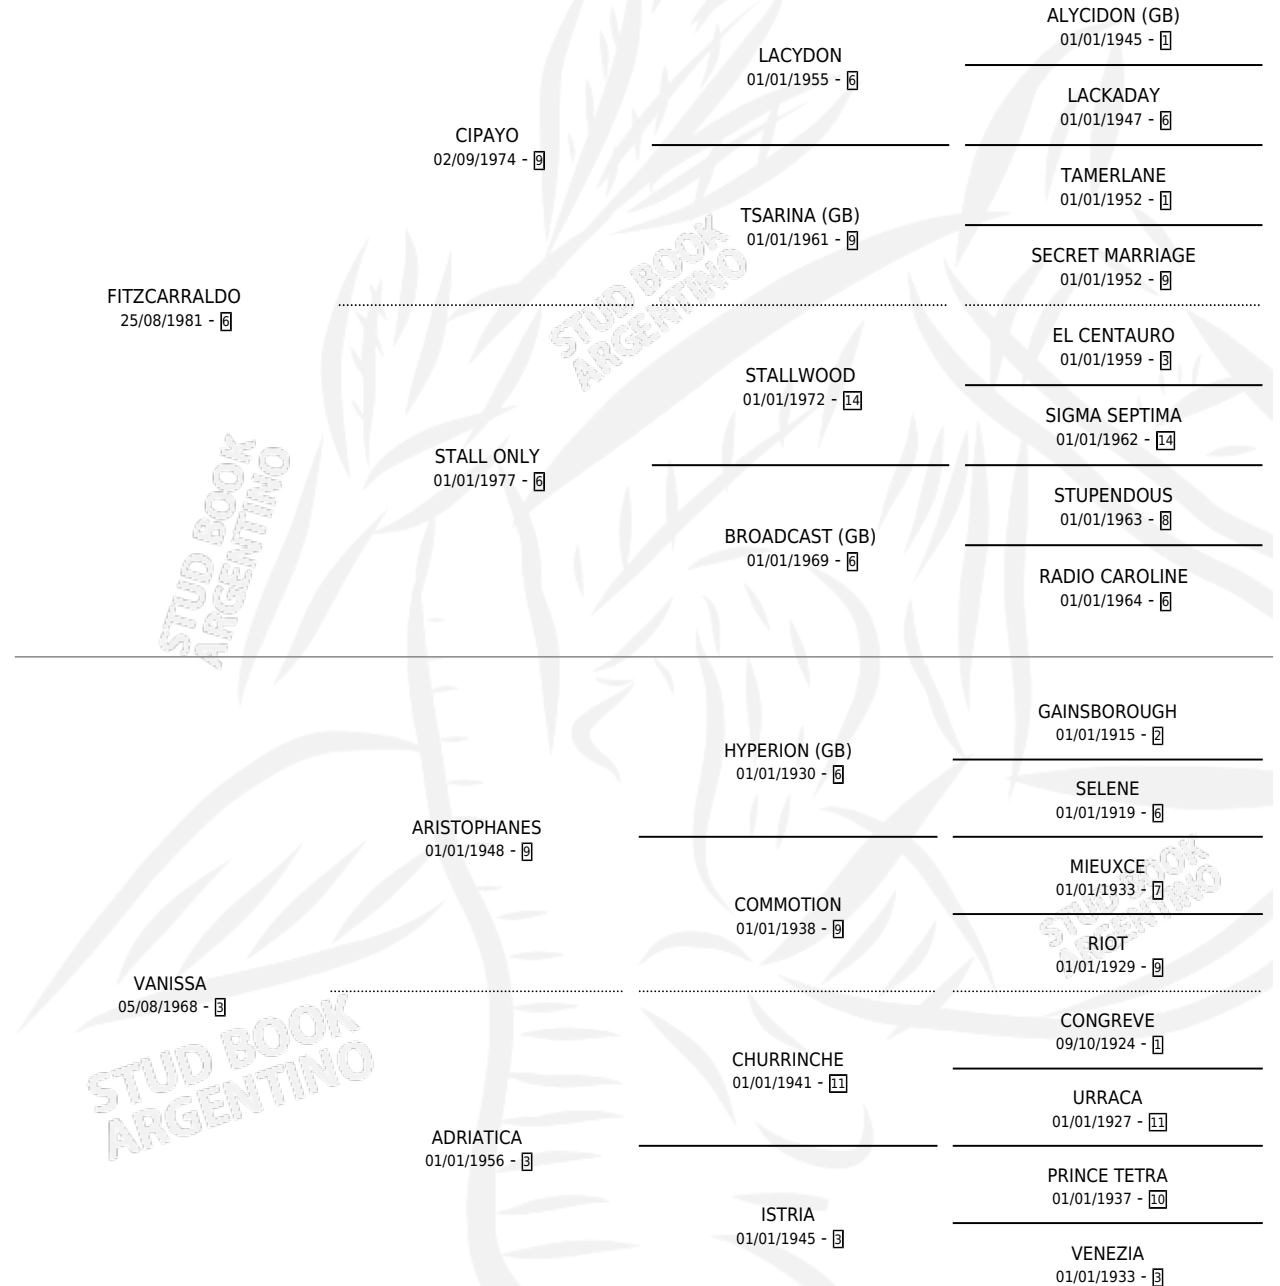 ALYCIDON (GB)
01/01/1945 - 1
LACYDON
01/01/1955 - 6
LACKADAY
01/01/1947 - 6
CIPAYO
02/09/1974 - 9
TAMERLANE
01/01/1952 - 1
TSARINA (GB)
01/01/1961 - 9
SECRET MARRIAGE
01/01/1952 - 9
FITZCARRALDO
25/08/1981 - 6
STUD BOOK
ARGENTINO
EL CENTAURO
01/01/1959 - 3
STALLWOOD
01/01/1972 - 14
SIGMA SEPTIMA
01/01/1962 - 14
STALL ONLY
01/01/1977 - 6
STUPENDOUS
01/01/1963 - 8
BROADCAST (GB)
01/01/1969 - 6
RADIO CAROLINE
01/01/1964 - 6
STUD BOOK
ARGENTINO
GAINSBOROUGH
01/01/1915 - 2
HYPERION (GB)
01/01/1930 - 6
SELENE
01/01/1919 - 6
ARISTOPHANES
01/01/1948 - 9
MIEUXCE
01/01/1933 - 7
COMMOTION
01/01/1938 - 9
RIOT
01/01/1929 - 9
STUD BOOK
ARGENTINO
VANISSA
05/08/1968 - 3
CONGREVE
09/10/1924 - 1
CHURRINCHE
01/01/1941 - 11
URRACA
01/01/1927 - 11
STUD BOOK
ARGENTINO
ADRIATICA
01/01/1956 - 3
PRINCE TETRA
01/01/1937 - 10
ISTRIA
01/01/1945 - 3
VENEZIA
01/01/1933 - 3